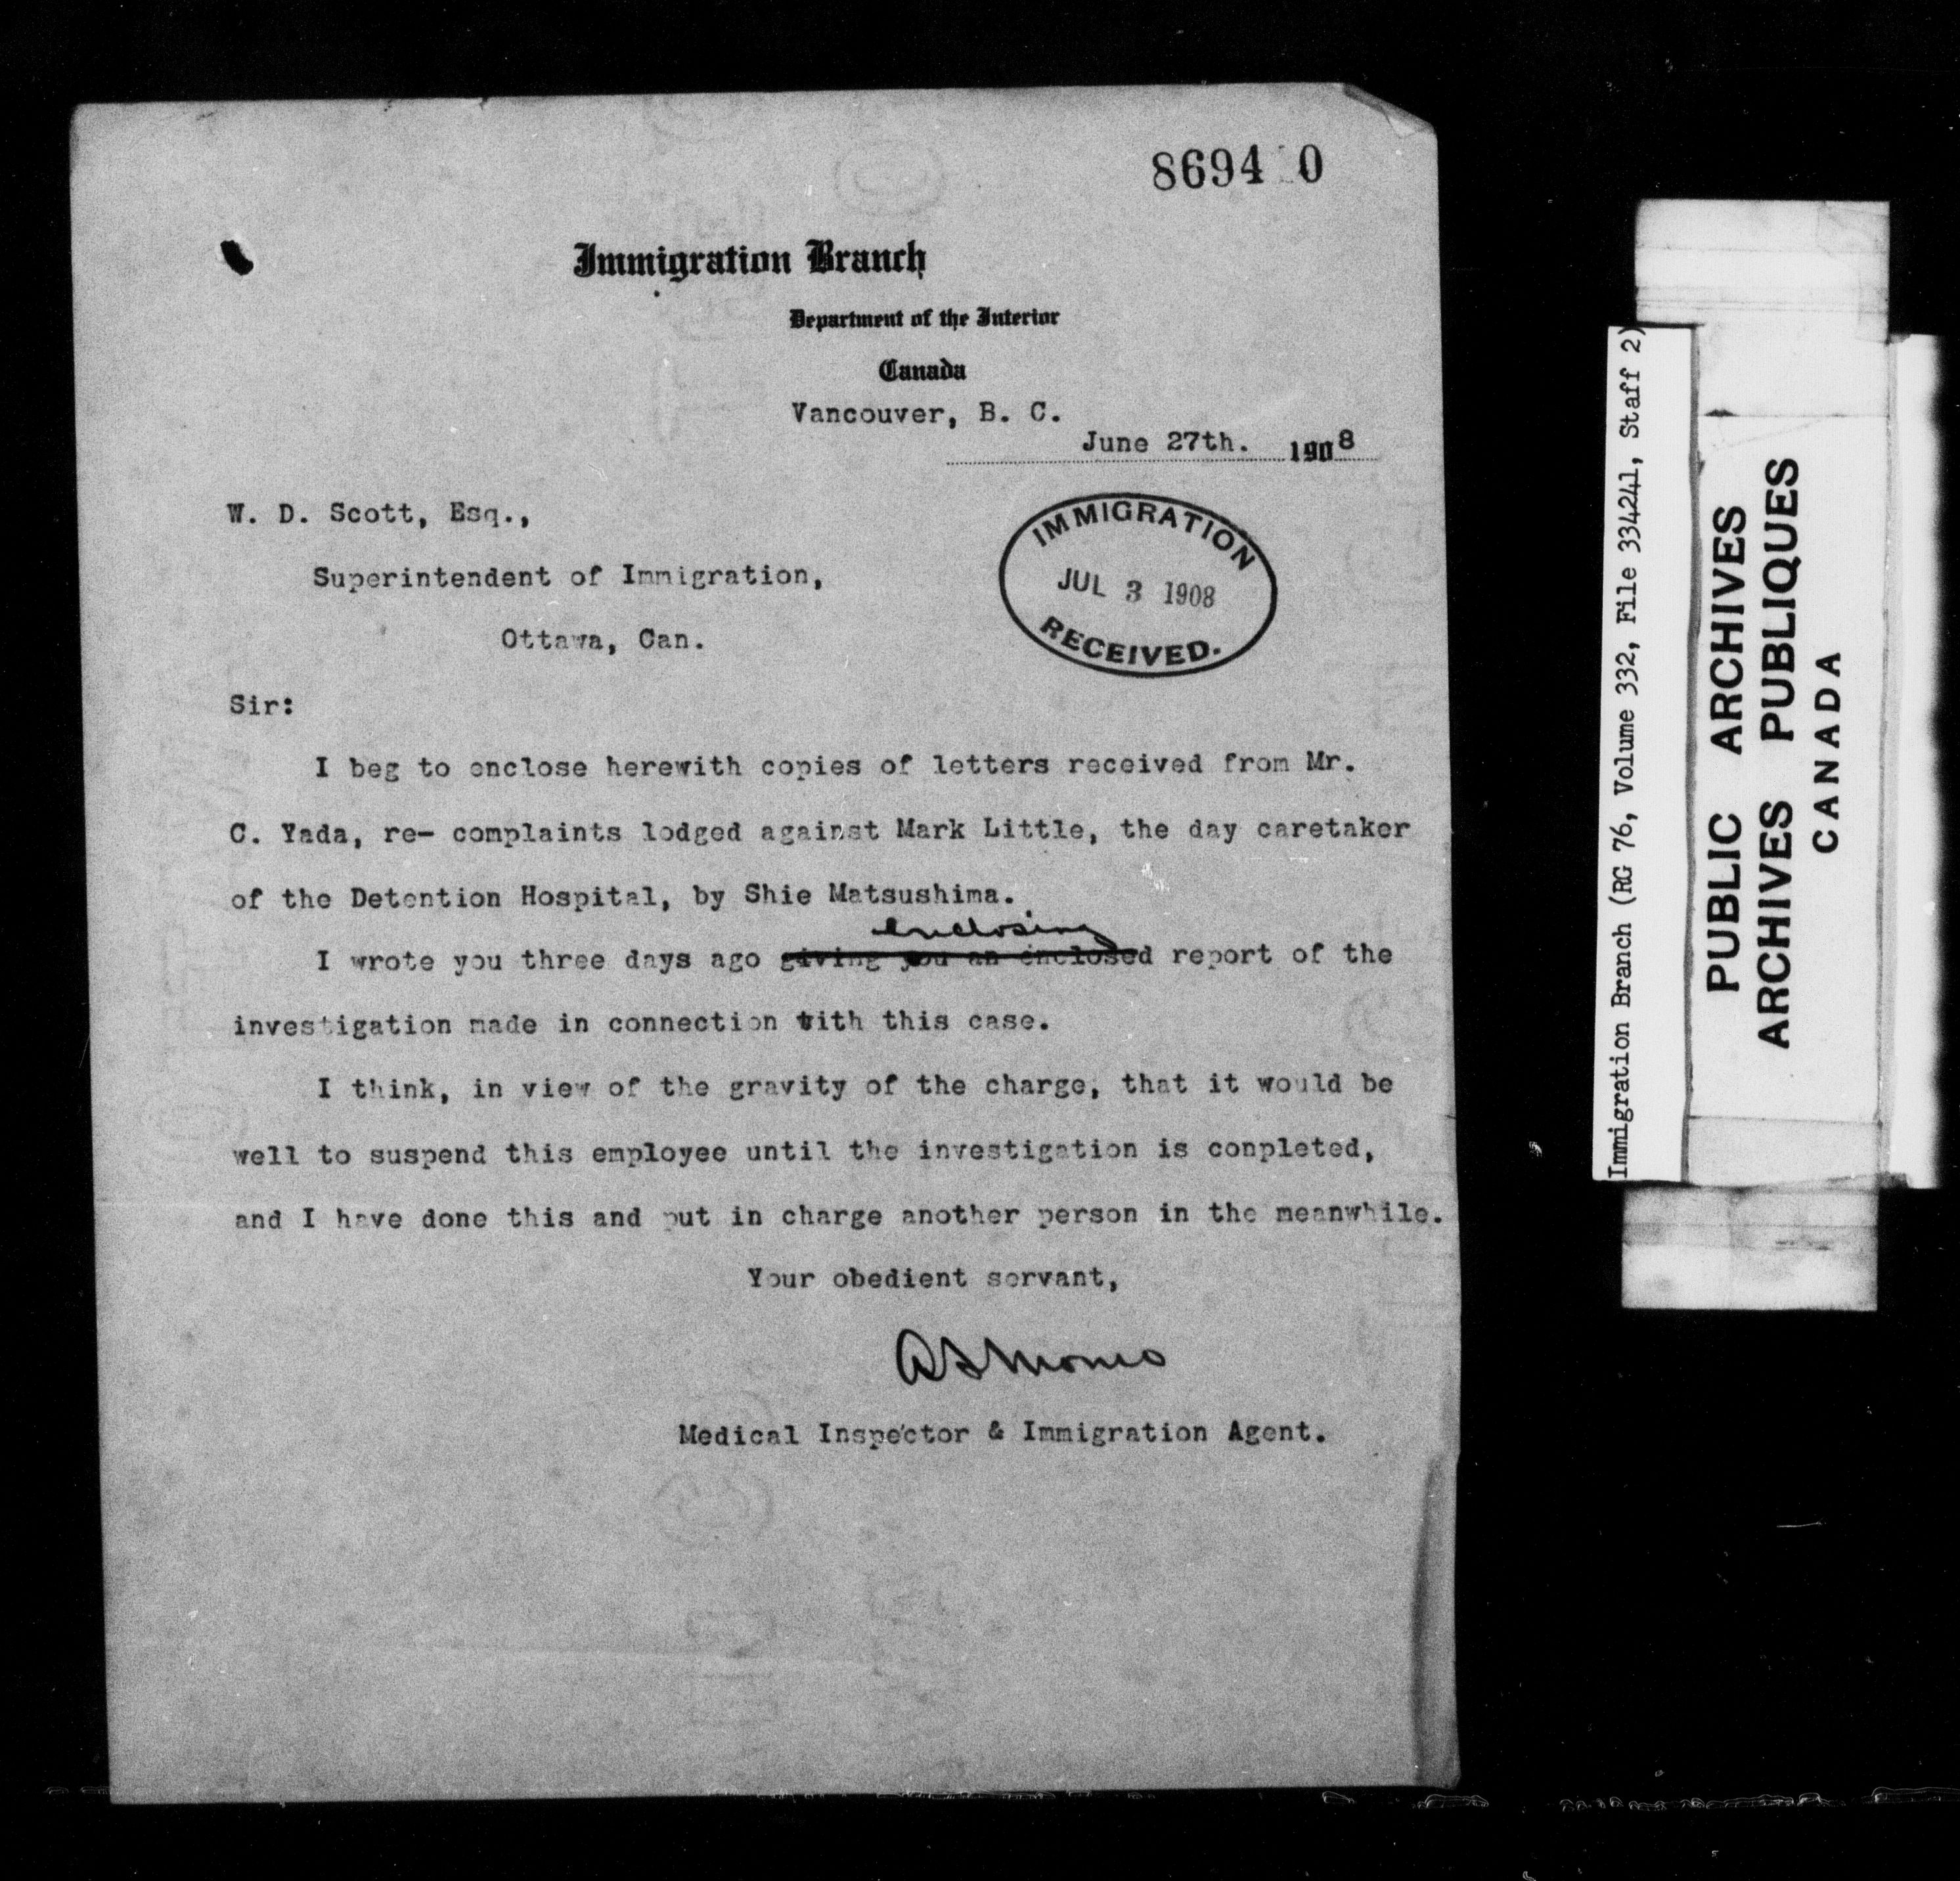 8694 0
Immigration Branch
Department of the Interior
Canada
Vancouver, B. C.
June 27th. 1908
W. D. Scott, Esq.,
Superintendent of Immigration,
Ottawa, Can.
IMMIGRATION
JUL 3 1908
RECEIVED.
Sir:
I beg to enclose herewith copies of letters received from Mr.
C. Yada, re- complaints lodged against Mark Little, the day caretaker
of the Detention Hospital, by Shie Matsushima.
enclosing
I wrote you three days ago giving you an enclosed report of the
investigation made in connection with this case.
I think, in view of the gravity of the charge, that it would be
well to suspend this employee until the investigation is conpleted,
and I have done this and put in charge another person in the meanwhile.
Your obedient servant,
Medical Inspector & Immigration Agent.
Immigration Branch (RG 76, Volume 332, File 334241, Staff 2)
PUBLIC ARCHIVES
ARCHIVES PUBLIQUES
CANADA